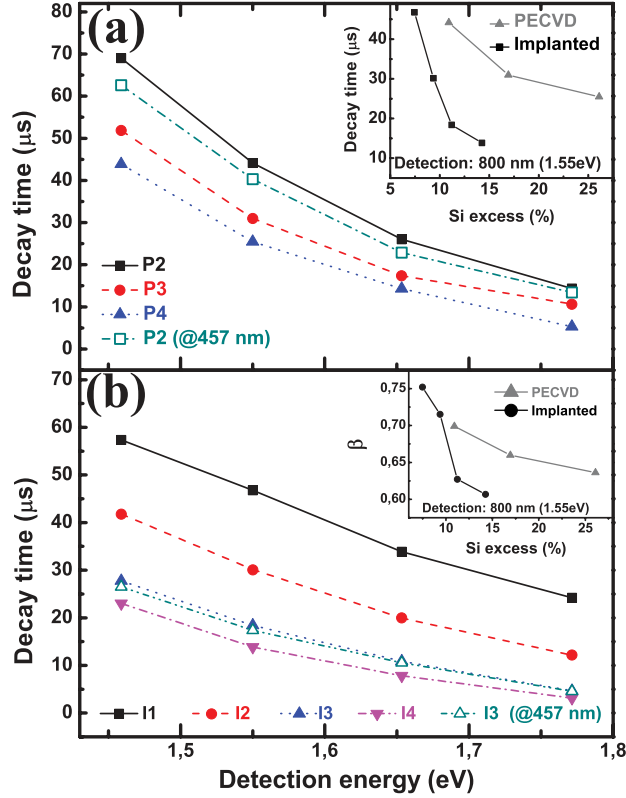 (a)
80
70
60
50
40
30
20
10
0
Decay time (μs)
P2
P3
P4
P2 (@457 nm)
PECVD
Implanted
40
30
20
10
Decay time (μs)
Detection: 800 nm (1.55eV)
5 10 15 20 25
Si excess (%)
(b)
70
60
50
40
30
20
10
0
Decay time (μs)
PECVD
Implanted
0,75
0,70
0,65
0,60
β
Detection: 800 nm (1.55eV)
10 15 20 25
Si excess (%)
I1 I2 I3 I4 I3 (@457 nm)
1,5 1,6 1,7 1,8
Detection energy (eV)